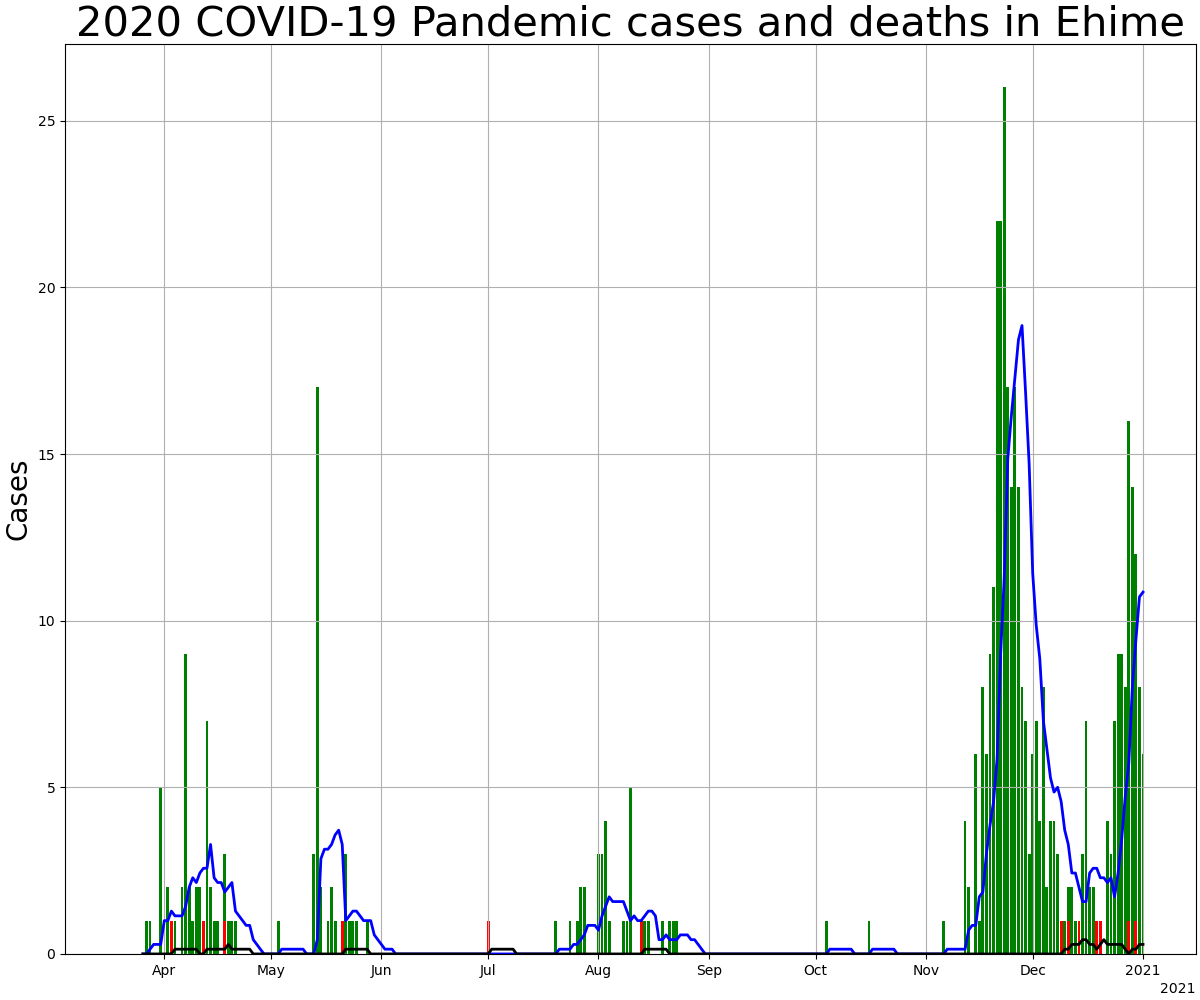 2020 COVID-19 Pandemic cases and deaths in Ehime
Cases
25
20
15
10
5
0
Apr May Jun Jul Aug Sep Oct Nov Dec 2021
2021